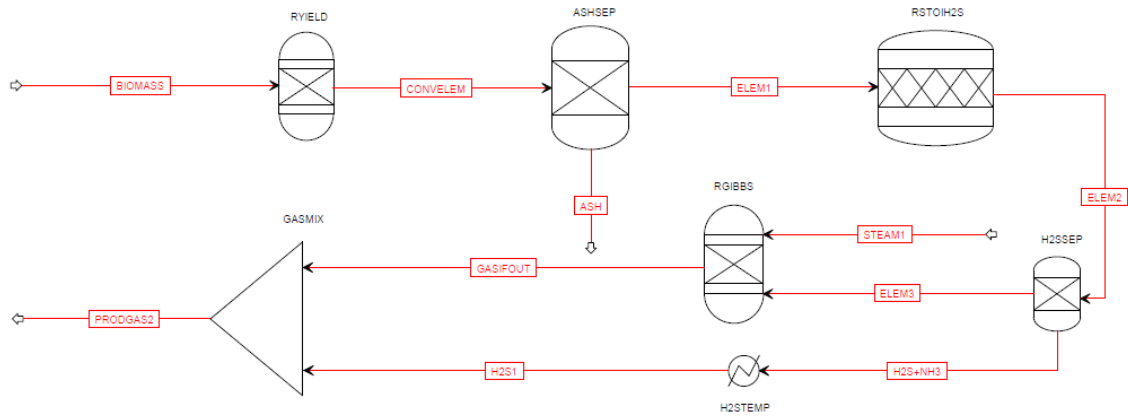 RYIELD
ASHSEP
RSTOIH2S
BIOMASS
CONVELEM
ELEM1
RGIBBS
ASH
ELEM2
GASMIX
STEAM1
H2SSEP
GASIFOUT
ELEM3
PRODGAS2
H2S1
H2S+NH3
H2STEMP